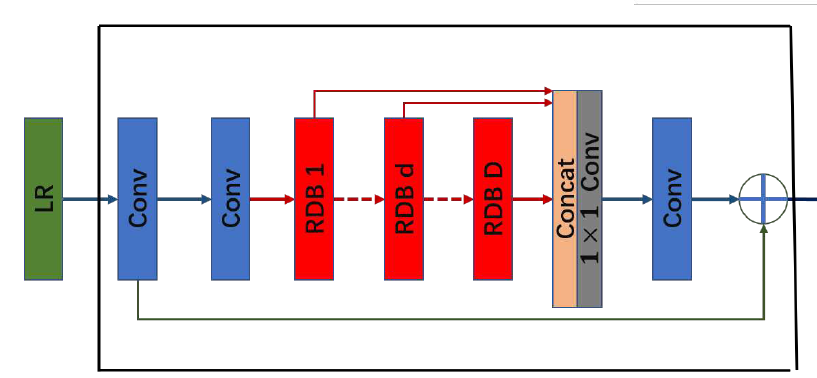 LR
Conv
Conv
RDB 1
RDB d
RDB D
Concat
1 × 1 Conv
Conv